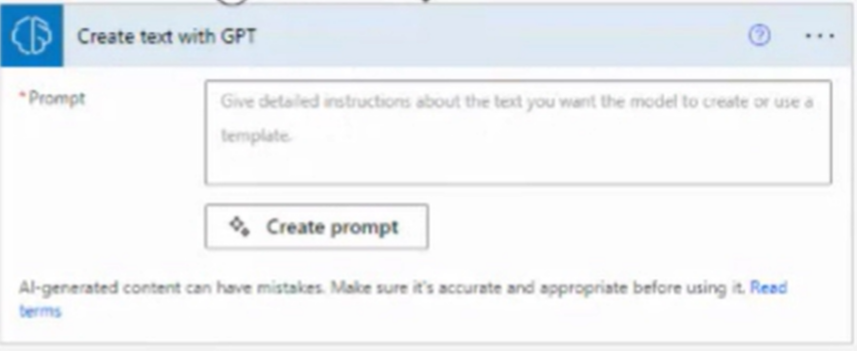 Create text with GPT
* Prompt
Give detailed instructions about the text you want the model to create or use a
template.
Create prompt
AI-generated content can have mistakes. Make sure it's accurate and appropriate before using it. Read
terms